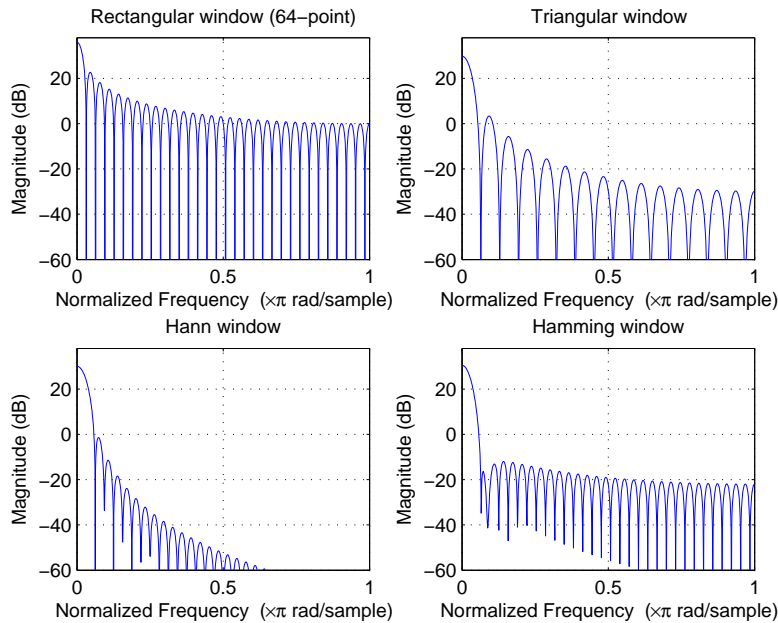 Rectangular window (64−point)
Magnitude (dB)
20
0
−20
−40
−60
0
0.5
1
Normalized Frequency (×π rad/sample)
Triangular window
Magnitude (dB)
20
0
−20
−40
−60
0
0.5
1
Normalized Frequency (×π rad/sample)
Hann window
Magnitude (dB)
20
0
−20
−40
−60
0
0.5
1
Normalized Frequency (×π rad/sample)
Hamming window
Magnitude (dB)
20
0
−20
−40
−60
0
0.5
1
Normalized Frequency (×π rad/sample)